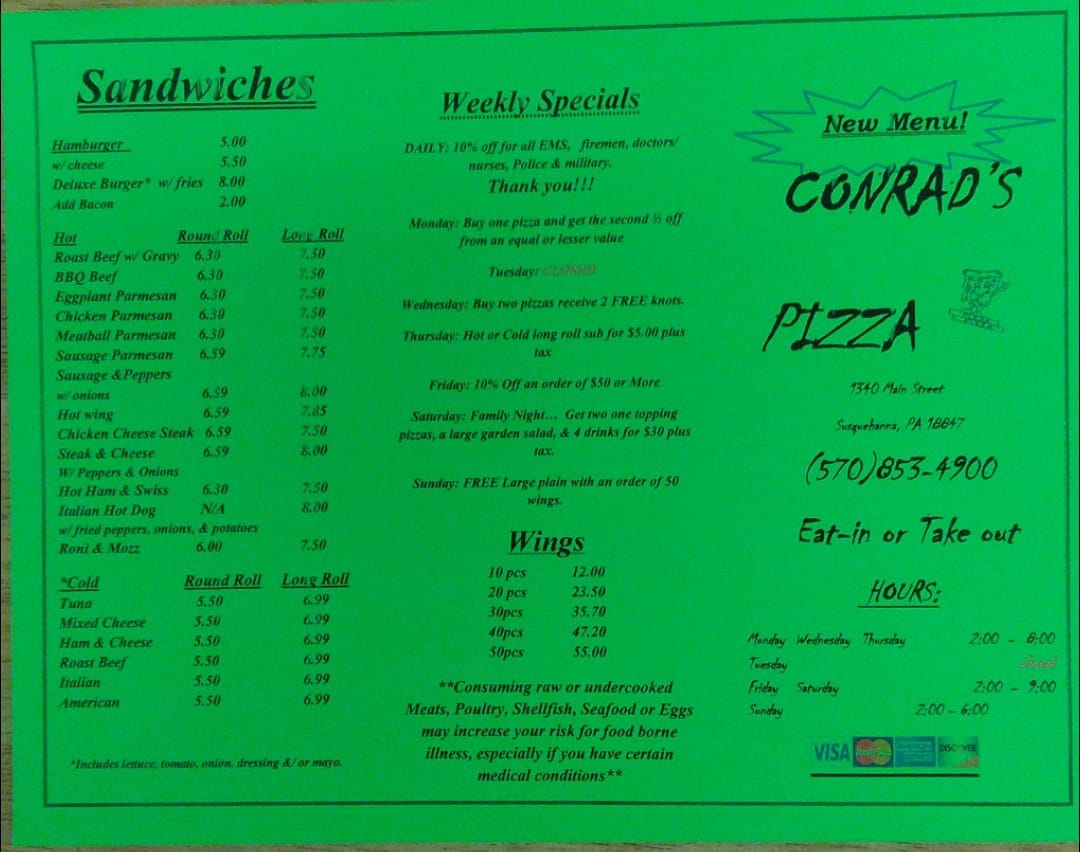 Sandwiches
Hamburger 5.00
w/ cheese 5.50
Deluxe Burger* w/ fries 8.00
Add Bacon 2.00
Hot Round Roll Long Roll
Roast Beef w/ Gravy 6.30 7.50
BBQ Beef 6.30 7.50
Eggplant Parmesan 6.30 7.50
Chicken Parmesan 6.30 7.50
Meatball Parmesan 6.30 7.50
Sausage Parmesan 6.59 7.75
Sausage &Peppers
w/ onions 6.59 8.00
Hot wing 6.59 7.85
Chicken Cheese Steak 6.59 7.50
Steak & Cheese 6.59 8.00
W/ Peppers & Onions
Hot Ham & Swiss 6.30 7.50
Italian Hot Dog N/A 8.00
w/ fried peppers, onions, & potatoes
Roni & Mozz 6.00 7.50
*Cold Round Roll Long Roll
Tuna 5.50 6.99
Mixed Cheese 5.50 6.99
Ham & Cheese 5.50 6.99
Roast Beef 5.50 6.99
Italian 5.50 6.99
American 5.50 6.99
*Includes lettuce, tomato, onion, dressing &/ or mayo.
Weekly Specials
DAILY: 10% off for all EMS, firemen, doctors/
nurses, Police & military.
Thank you!!!
Monday: Buy one pizza and get the second ½ off
from an equal or lesser value
Tuesday: CLOSED
Wednesday: Buy two pizzas receive 2 FREE knots.
Thursday: Hot or Cold long roll sub for $5.00 plus
tax
Friday: 10% Off an order of $50 or More
Saturday: Family Night… Get two one topping
pizzas, a large garden salad, & 4 drinks for $30 plus
tax.
Sunday: FREE Large plain with an order of 50
wings.
Wings
10 pcs 12.00
20 pcs 23.50
30pcs 35.70
40pcs 47.20
50pcs 55.00
**Consuming raw or undercooked
Meats, Poultry, Shellfish, Seafood or Eggs
may increase your risk for food borne
illness, especially if you have certain
medical conditions**
New Menu!
CONRAD'S
PIZZA
1340 Main Street
Susquehanna, PA 18847
(570)853-4900
Eat-in or Take out
HOURS:
Monday Wednesday Thursday 2:00 - 8:00
Tuesday closed
Friday Saturday 2:00 - 9:00
Sunday 2:00 - 6:00
VISA MasterCard AMERICAN EXPRESS DISCOVER